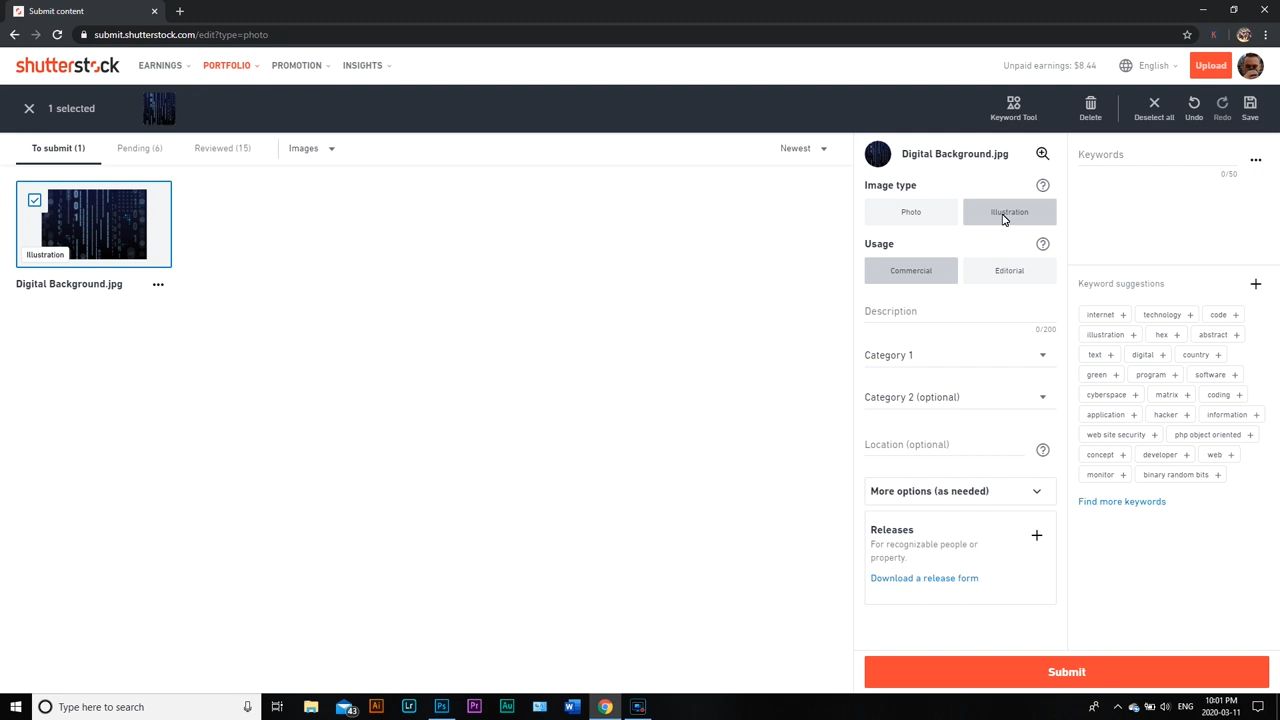 Submit content
submit.shutterstock.com/edit?type=photo
shutterstock
EARNINGS
PORTFOLIO
PROMOTION
INSIGHTS
Unpaid earnings: $8.44
English
Upload
1 selected
Keyword Tool
Delete
Deselect all
Undo
Redo
Save
To submit (1)
Pending (6)
Reviewed (15)
Images
Newest
Illustration
Digital Background.jpg
Digital Background.jpg
Image type
Photo
Illustration
Usage
Commercial
Editorial
Description
0/200
Category 1
Category 2 (optional)
Location (optional)
More options (as needed)
Releases
For recognizable people or
property.
Download a release form
Keywords
0/50
Keyword suggestions
internet + technology + code +
illustration + hex + abstract +
text + digital + country +
green + program + software +
cyberspace + matrix + coding +
application + hacker + information +
web site security + php object oriented +
concept + developer + web +
monitor + binary random bits +
Find more keywords
Submit
Type here to search
43
Ai
Lr
Ps
Pr
Au
W
ENG
10:01 PM
2020-03-11